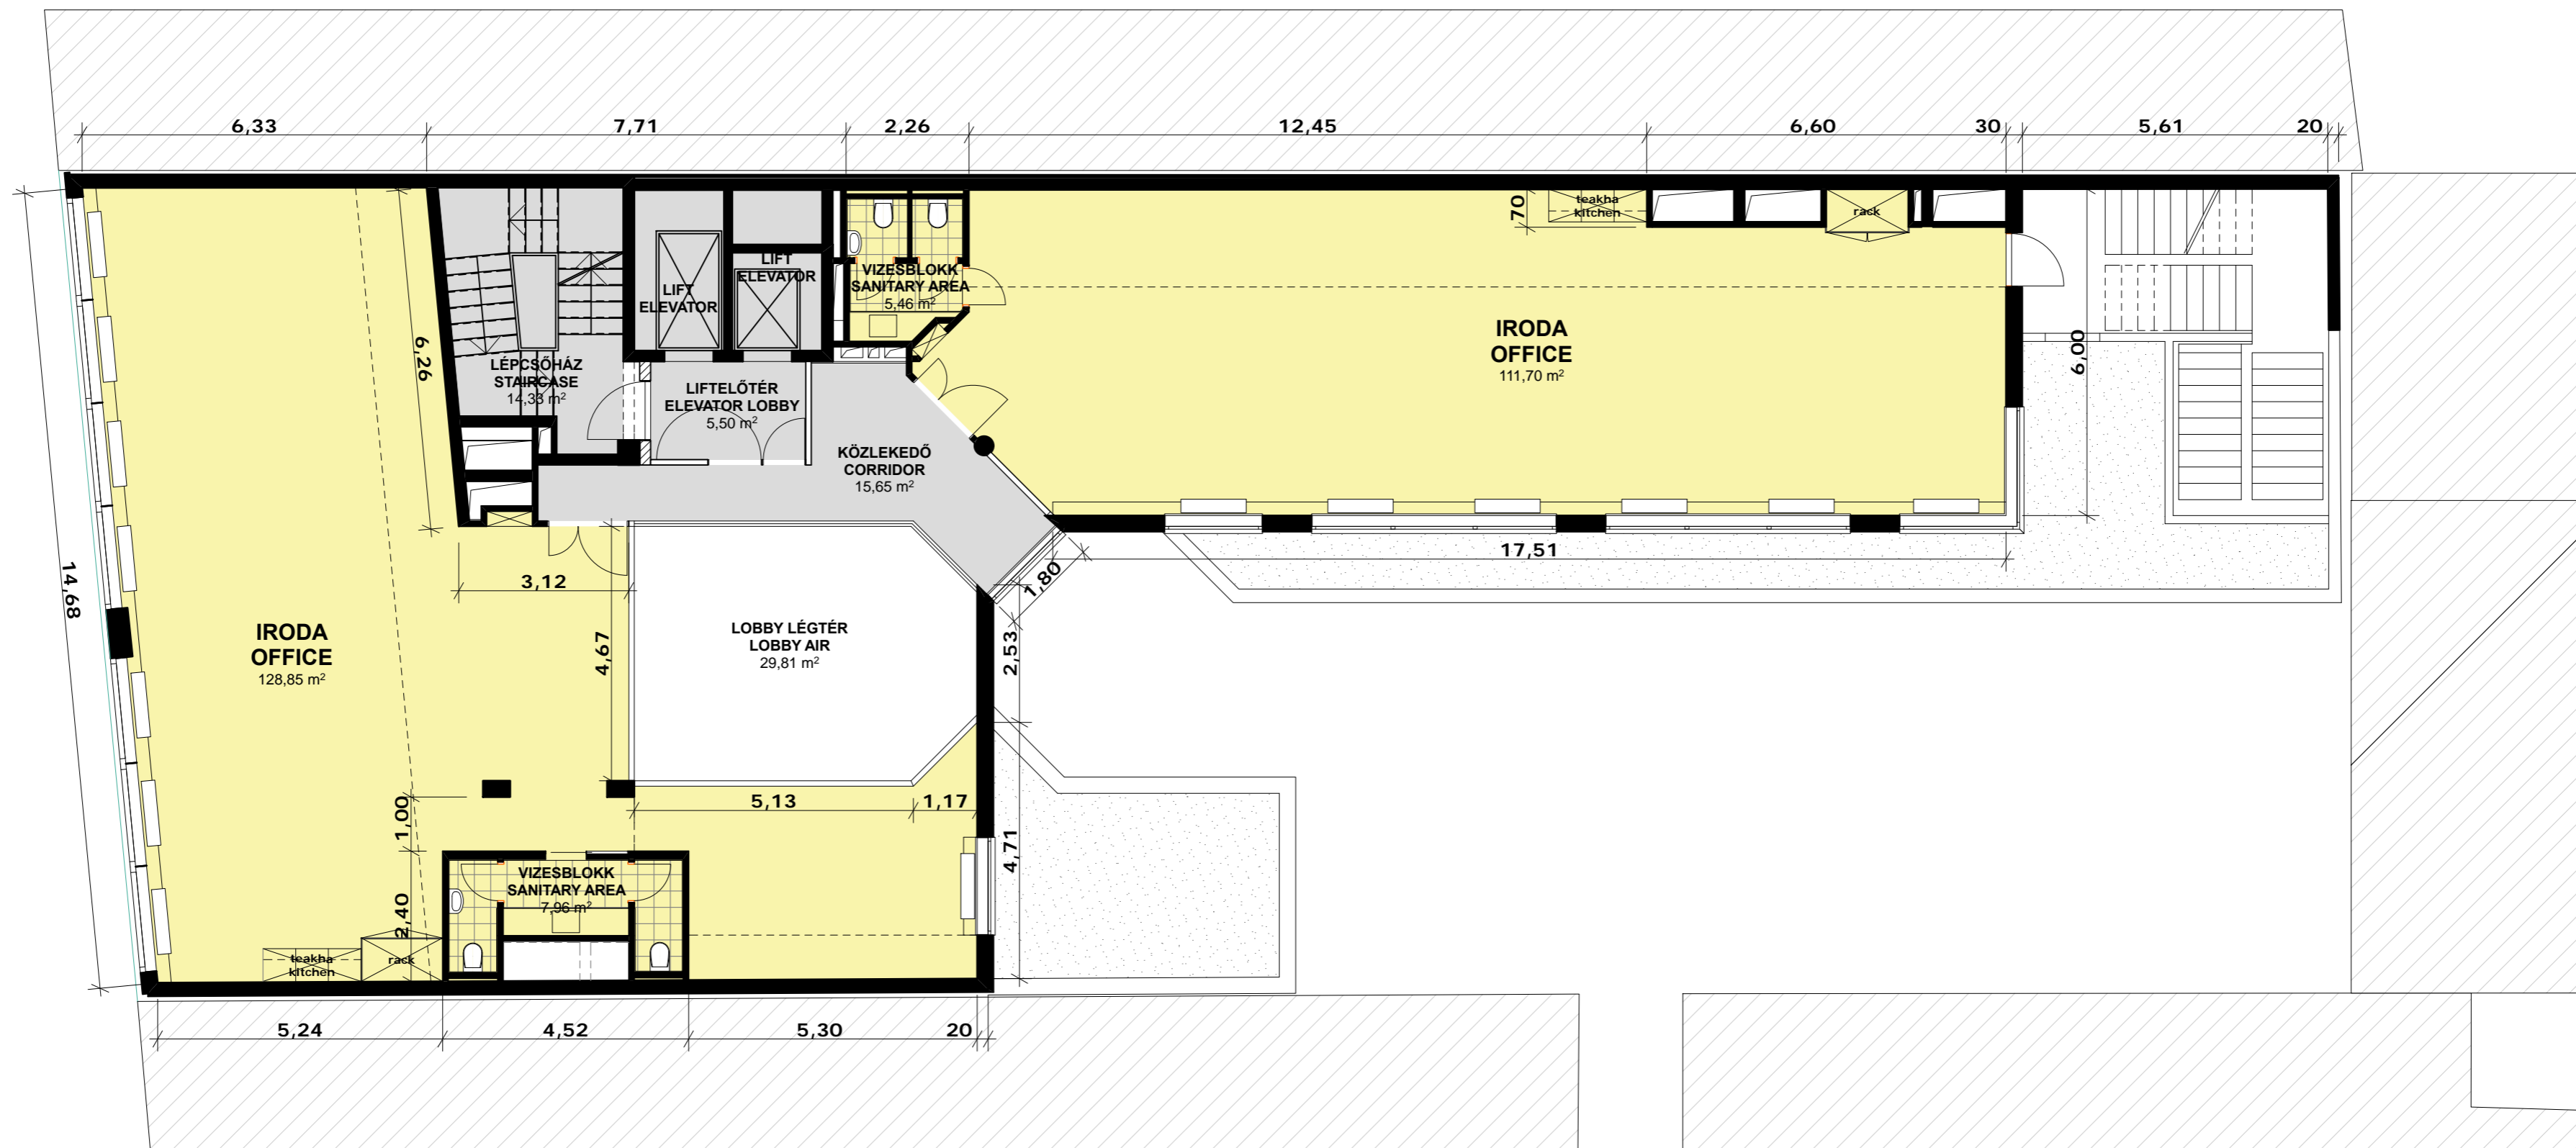 6,33
7,71
2,26
12,45
6,60
30
5,61
20
teakha
kitchen
rack
70
LIFT
ELEVATOR
LIFT
ELEVATOR
VIZESBLOKK
SANITARY AREA
5,46 m²
IRODA
OFFICE
111,70 m²
6,00
6,26
LÉPCSŐHÁZ
STAIRCASE
14,33 m²
LIFTELŐTÉR
ELEVATOR LOBBY
5,50 m²
KÖZLEKEDŐ
CORRIDOR
15,65 m²
17,51
14,68
3,12
1,80
IRODA
OFFICE
128,85 m²
4,67
LOBBY LÉGTÉR
LOBBY AIR
29,81 m²
2,53
1,00
5,13
1,17
4,71
VIZESBLOKK
SANITARY AREA
7,96 m²
2,40
teakha
kitchen
rack
5,24
4,52
5,30
20